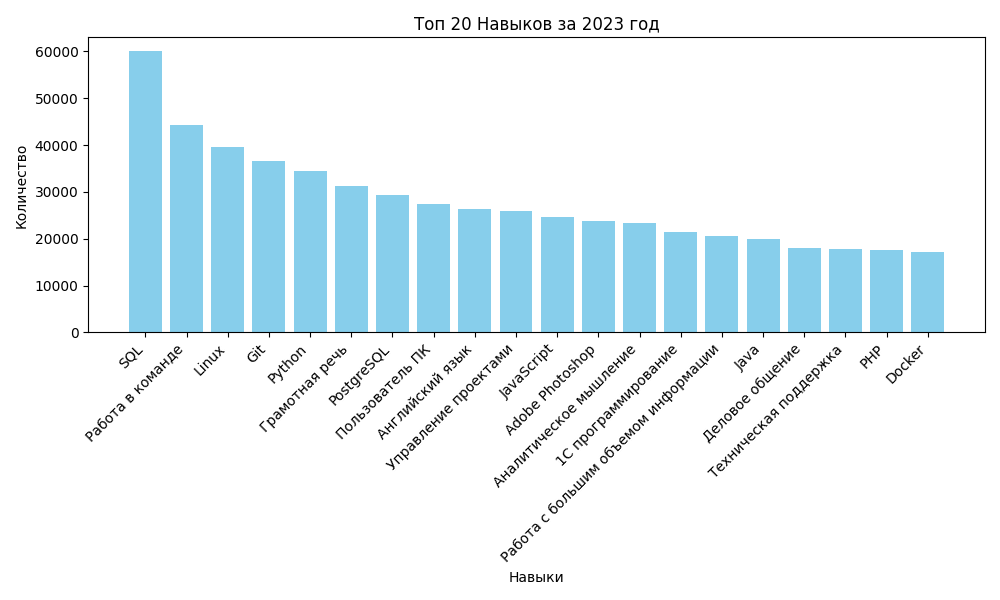 Топ 20 Навыков за 2023 год
Количество
60000
50000
40000
30000
20000
10000
0
SQL
Работа в команде
Linux
Git
Python
Грамотная речь
PostgreSQL
Пользователь ПК
Английский язык
Управление проектами
JavaScript
Adobe Photoshop
Аналитическое мышление
1С программирование
Работа с большим объемом информации
Java
Деловое общение
Техническая поддержка
PHP
Docker
Навыки